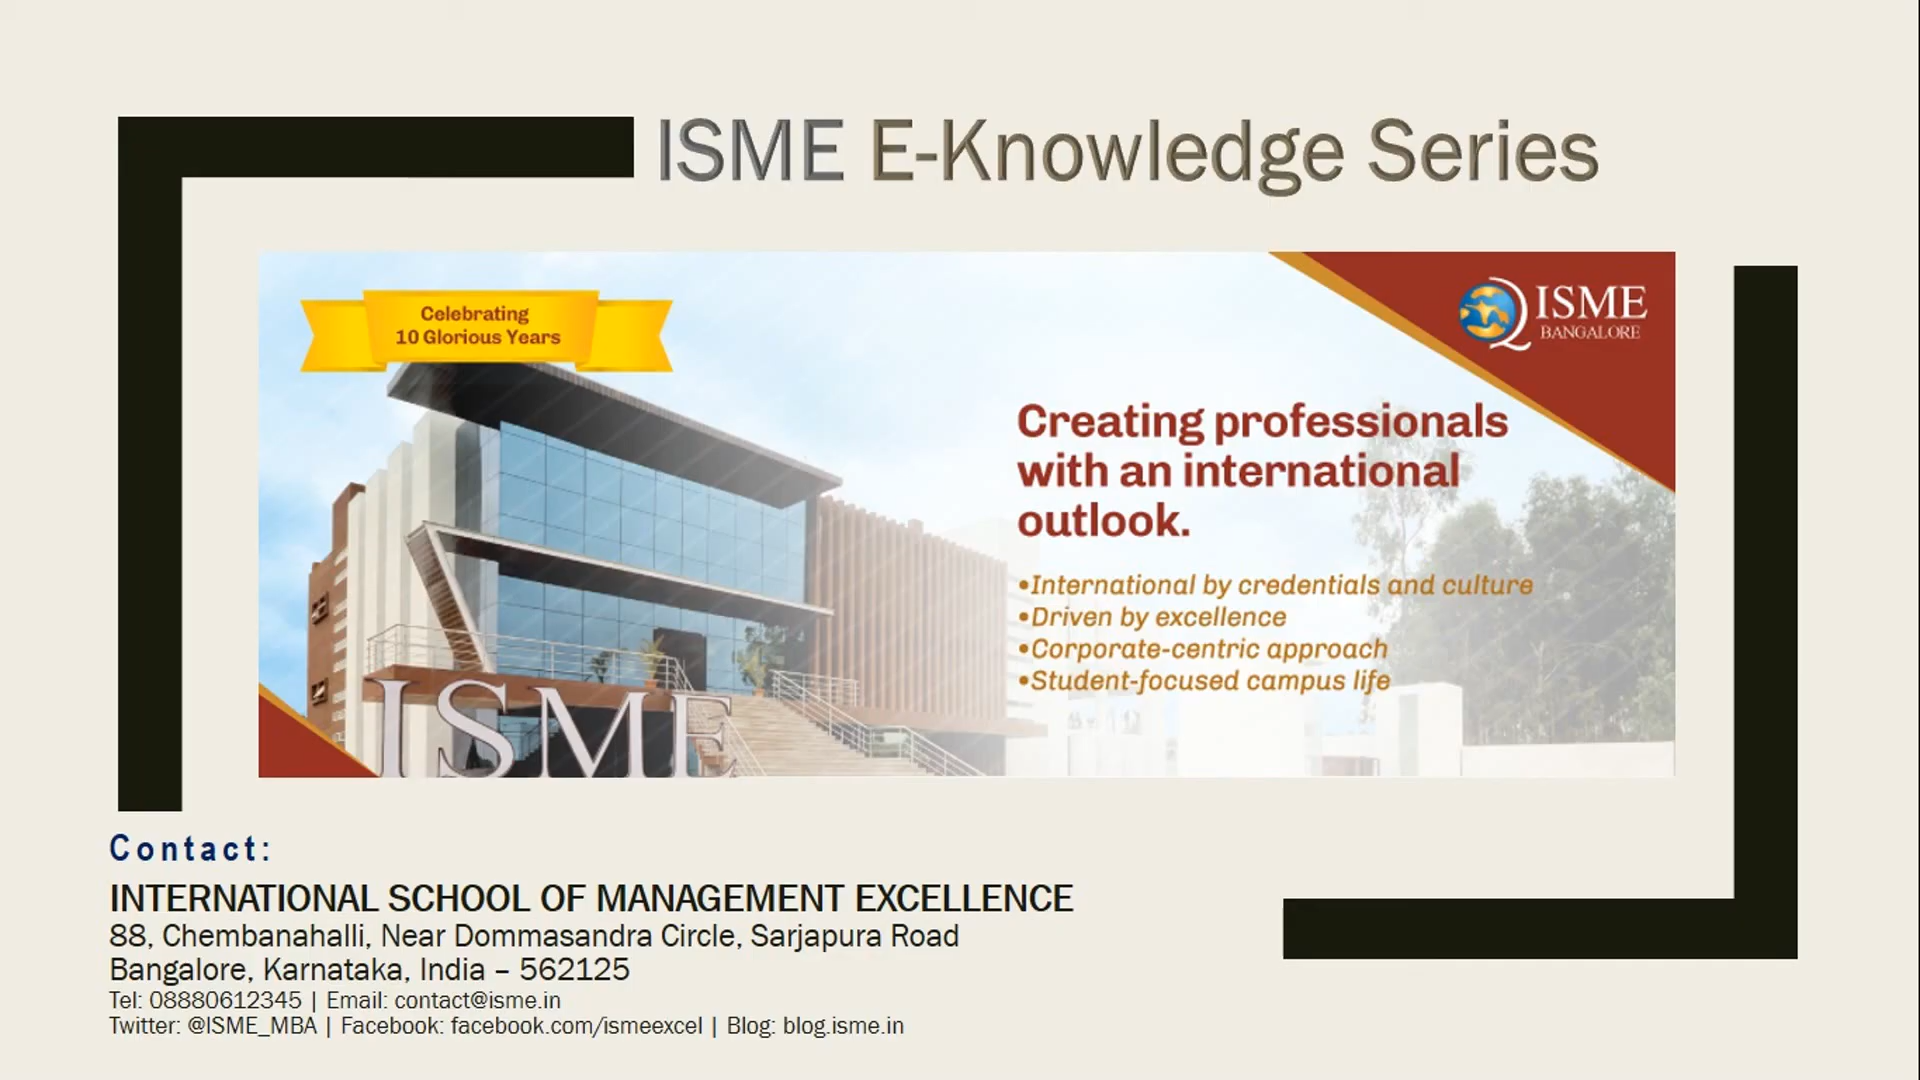 ISME E-Knowledge Series
Celebrating
10 Glorious Years
ISME
BANGALORE
Creating professionals
with an international
outlook.
•International by credentials and culture
•Driven by excellence
•Corporate-centric approach
•Student-focused campus life
ISME
Contact:
INTERNATIONAL SCHOOL OF MANAGEMENT EXCELLENCE
88, Chembanahalli, Near Dommasandra Circle, Sarjapura Road
Bangalore, Karnataka, India – 562125
Tel: 08880612345 | Email: contact@isme.in
Twitter: @ISME_MBA | Facebook: facebook.com/ismeexcel | Blog: blog.isme.in